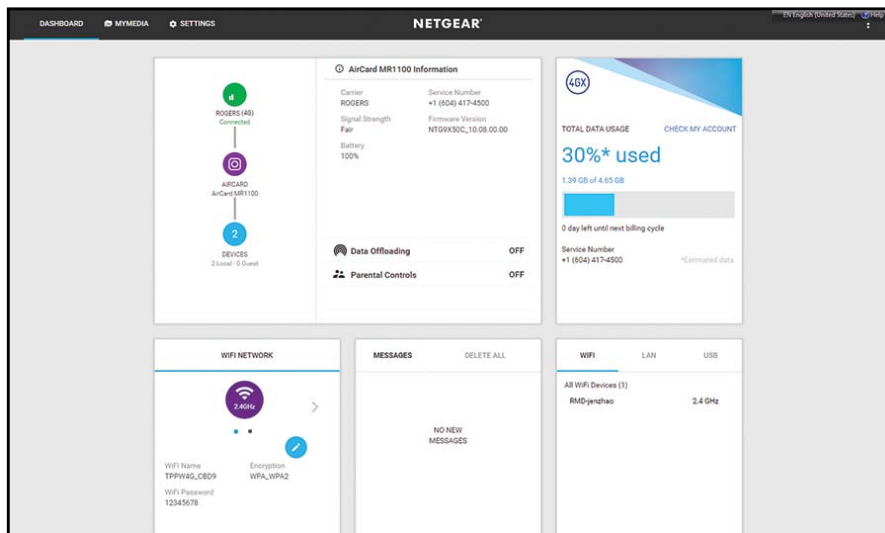 DASHBOARD MYMEDIA SETTINGS
NETGEAR
EN English (United States) Help
ROGERS (4G)
Connected
AIRCARD
AirCard MR1100
2
DEVICES
2 Local - 0 Guest
AirCard MR1100 Information
Carrier Service Number
ROGERS +1 (604) 417-4500
Signal Strength Firmware Version
Fair NTG9X50C_10.08.00.00
Battery
100%
Data Offloading OFF
Parental Controls OFF
4GX
TOTAL DATA USAGE CHECK MY ACCOUNT
30%* used
1.39 GB of 4.65 GB
0 day left until next billing cycle
Service Number
+1 (604) 417-4500 *Estimated data
WIFI NETWORK
2.4GHz
WiFi Name Encryption
TPPW4G_CBD9 WPA_WPA2
WiFi Password
12345678
MESSAGES DELETE ALL
NO NEW
MESSAGES
WIFI LAN USB
All WiFi Devices (1)
RMD-jenzhao 2.4 GHz